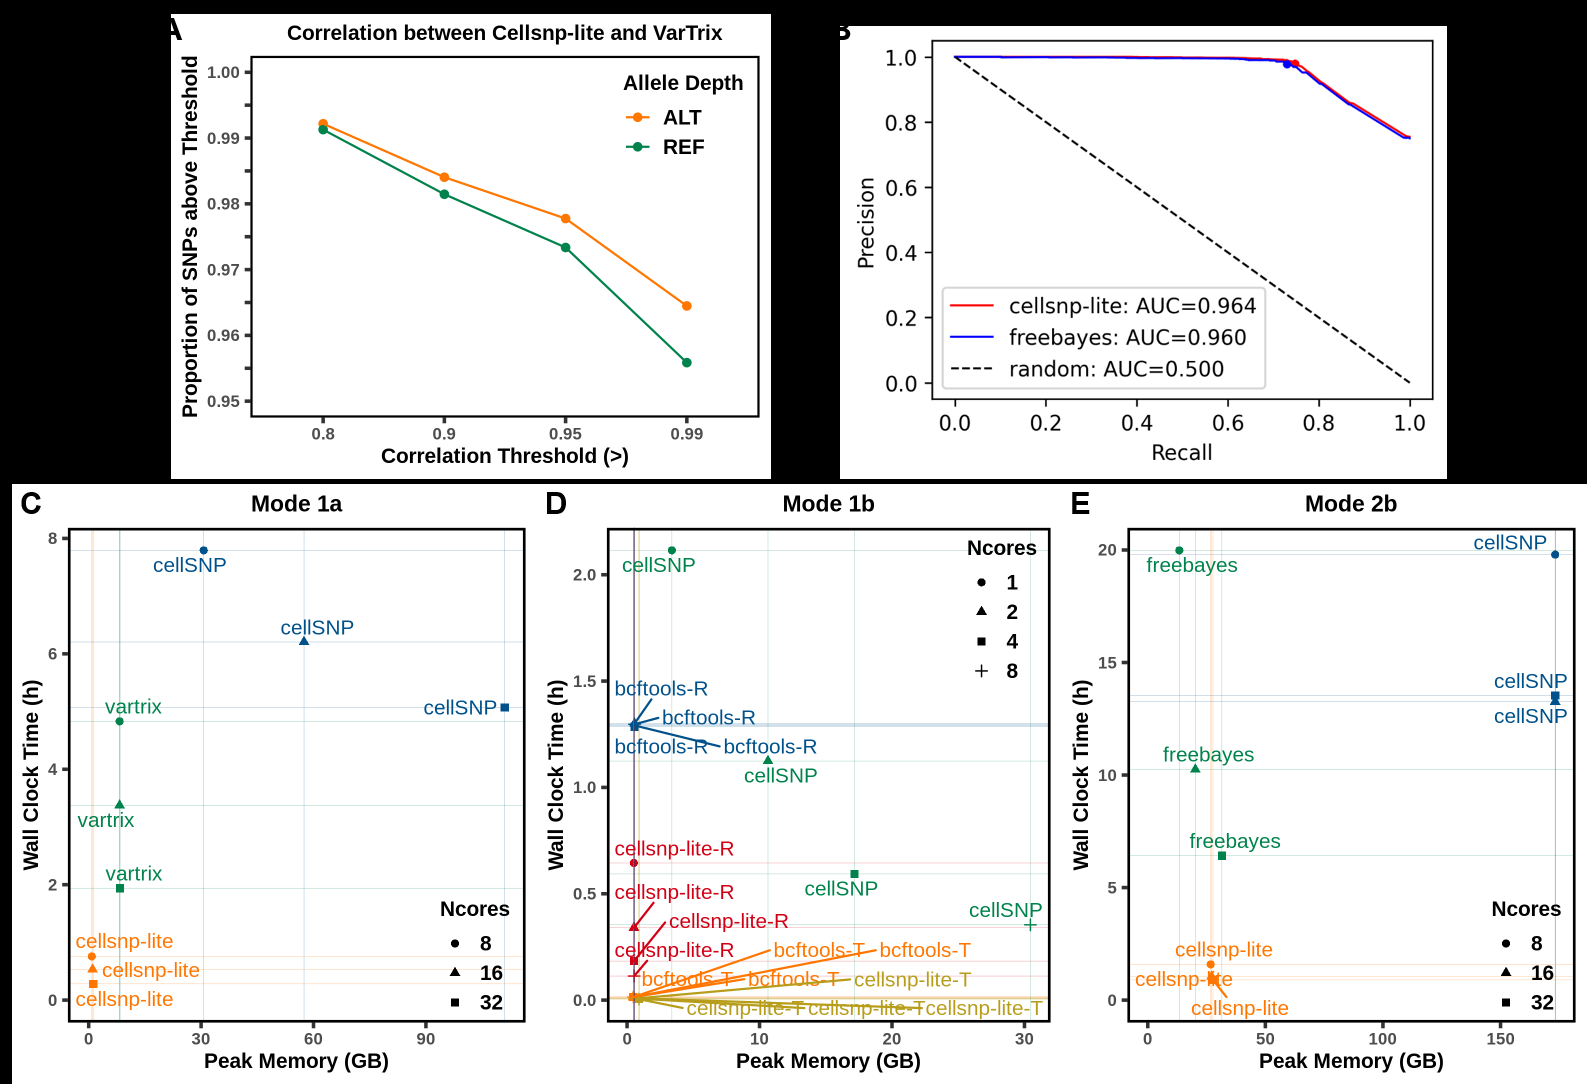 A
Correlation between Cellsnp-lite and VarTrix
Proportion of SNPs above Threshold
1.00
0.99
0.98
0.97
0.96
0.95
Allele Depth
ALT
REF
0.8 0.9 0.95 0.99
Correlation Threshold (>)
B
Precision
1.0
0.8
0.6
0.4
0.2
0.0
cellsnp-lite: AUC=0.964
freebayes: AUC=0.960
random: AUC=0.500
0.0 0.2 0.4 0.6 0.8 1.0
Recall
C
Mode 1a
Wall Clock Time (h)
8
6
4
2
0
cellSNP
cellSNP
cellSNP
vartrix
vartrix
vartrix
cellsnp-lite
cellsnp-lite
cellsnp-lite
Ncores
8
16
32
0 30 60 90
Peak Memory (GB)
D
Mode 1b
Wall Clock Time (h)
2.0
1.5
1.0
0.5
0.0
Ncores
1
2
4
8
cellSNP
bcftools-R
bcftools-R
bcftools-R bcftools-R
cellSNP
cellsnp-lite-R
cellSNP
cellsnp-lite-R
cellSNP
cellsnp-lite-R
cellsnp-lite-R
bcftools-T bcftools-T
bcftools-T bcftools-T cellsnp-lite-T
cellsnp-lite-T cellsnp-lite-T cellsnp-lite-T
0 10 20 30
Peak Memory (GB)
E
Mode 2b
Wall Clock Time (h)
20
15
10
5
0
cellSNP
freebayes
cellSNP
cellSNP
freebayes
freebayes
cellsnp-lite
cellsnp-lite
cellsnp-lite
Ncores
8
16
32
0 50 100 150
Peak Memory (GB)